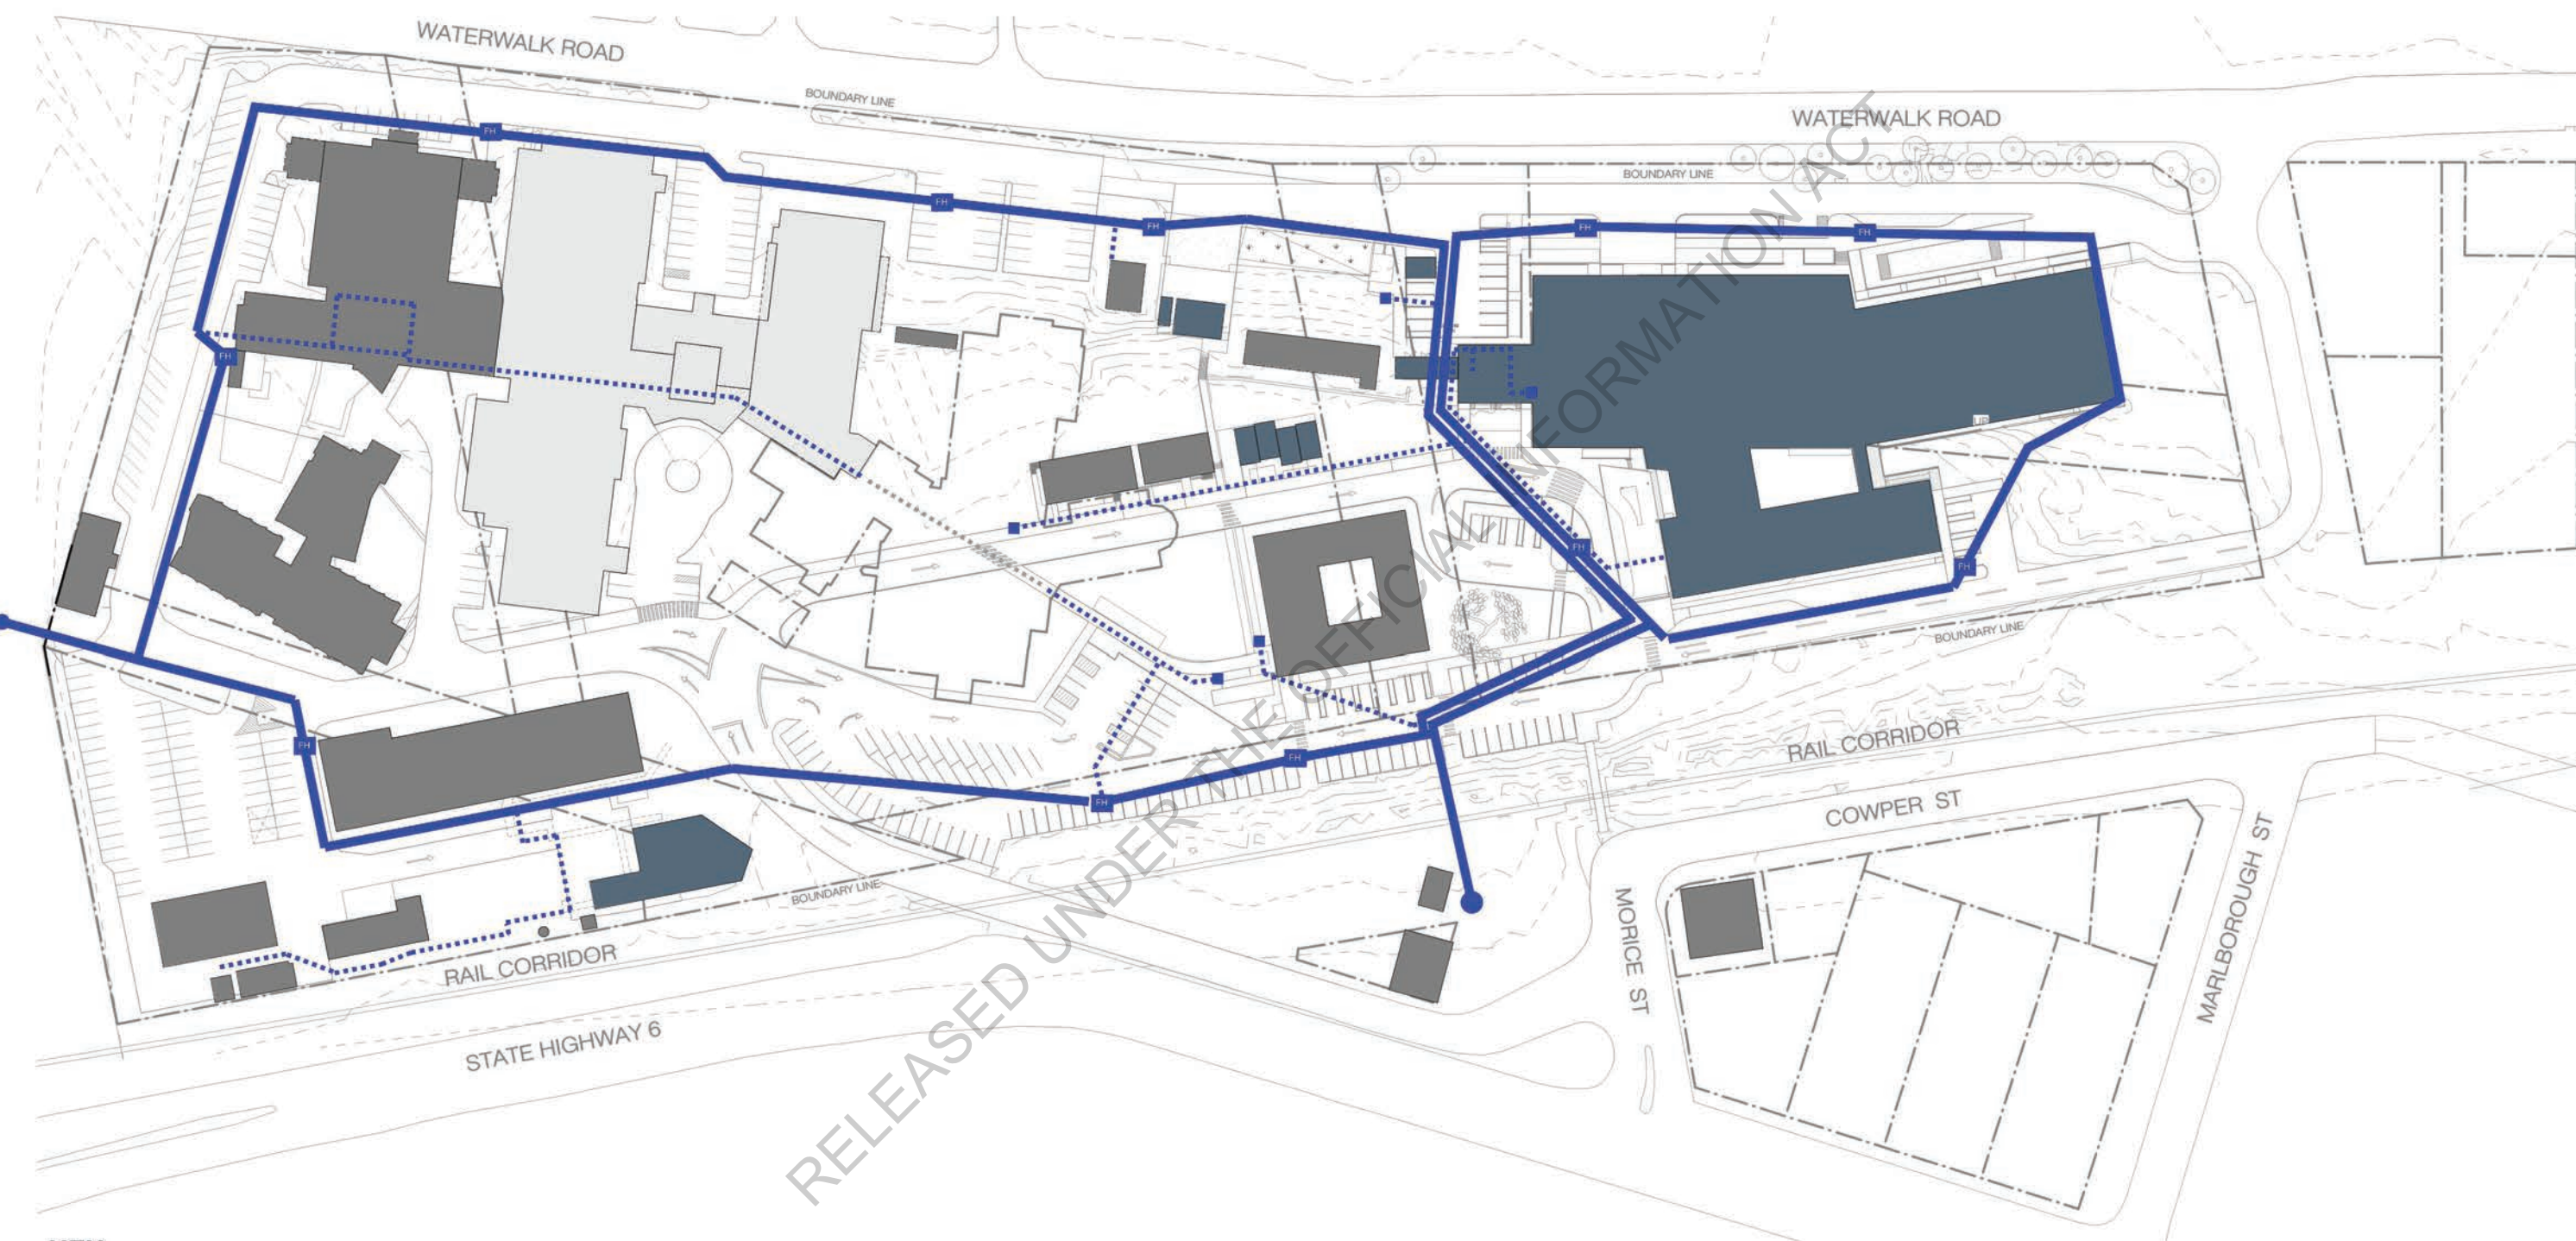 WATERWALK ROAD
BOUNDARY LINE
WATERWALK ROAD
BOUNDARY LINE
FH
FH
FH
FH
FH
FH
UP
FH
FH
BOUNDARY LINE
FH
FH
FH
RAIL CORRIDOR
COWPER ST
BOUNDARY LINE
MORICE ST
MARLBOROUGH ST
RAIL CORRIDOR
STATE HIGHWAY 6
RELEASED UNDER THE OFFICIAL INFORMATION ACT